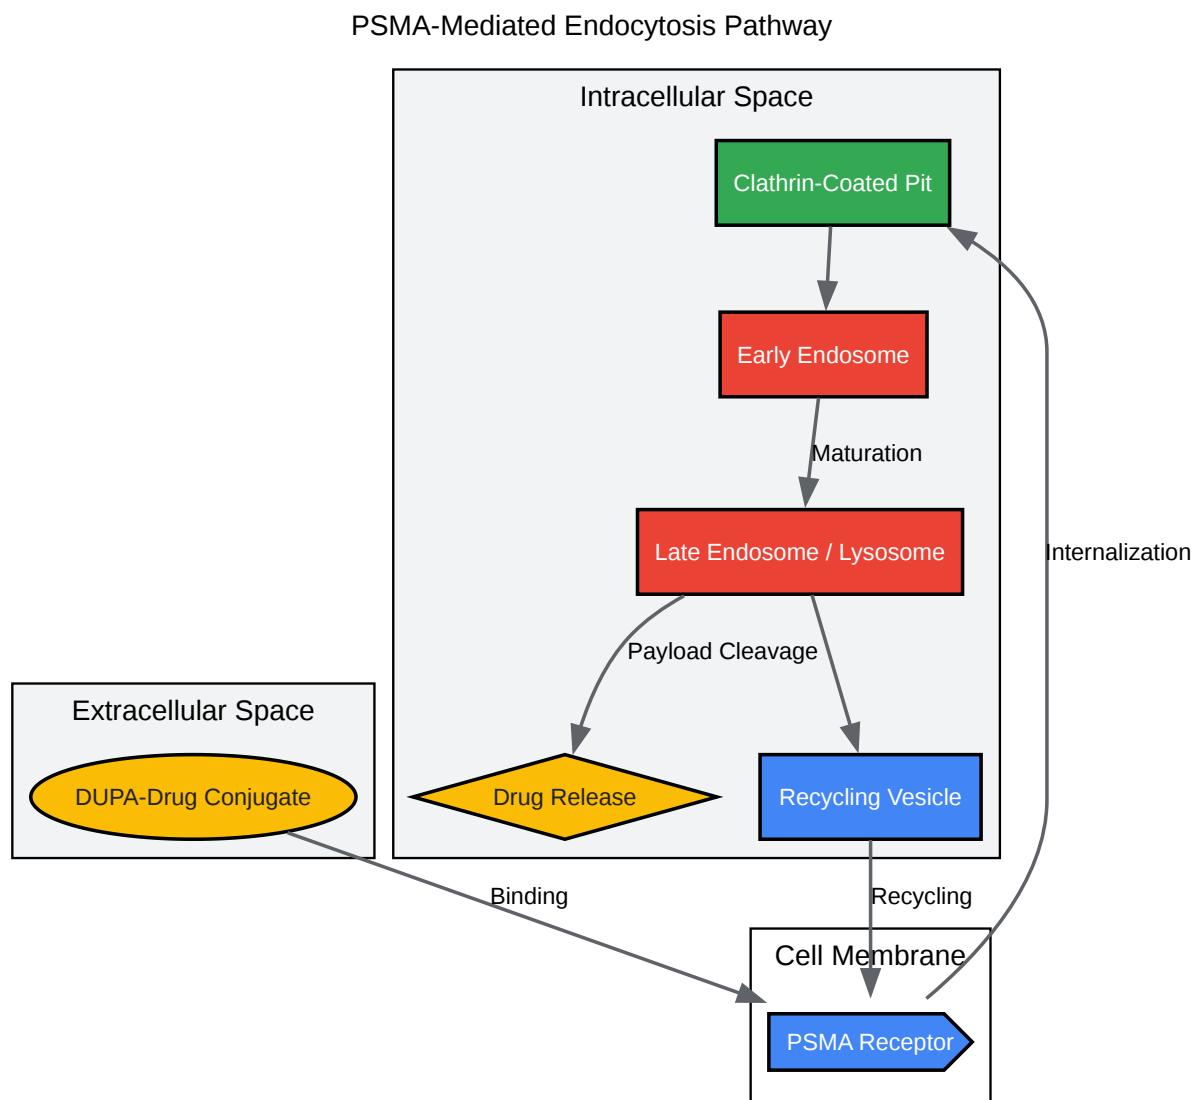 PSMA-Mediated Endocytosis Pathway
Intracellular Space
Clathrin-Coated Pit
Early Endosome
Maturation
Late Endosome / Lysosome
Internalization
Payload Cleavage
Extracellular Space
DUPA-Drug Conjugate
Drug Release
Recycling Vesicle
Binding
Recycling
Cell Membrane
PSMA Receptor